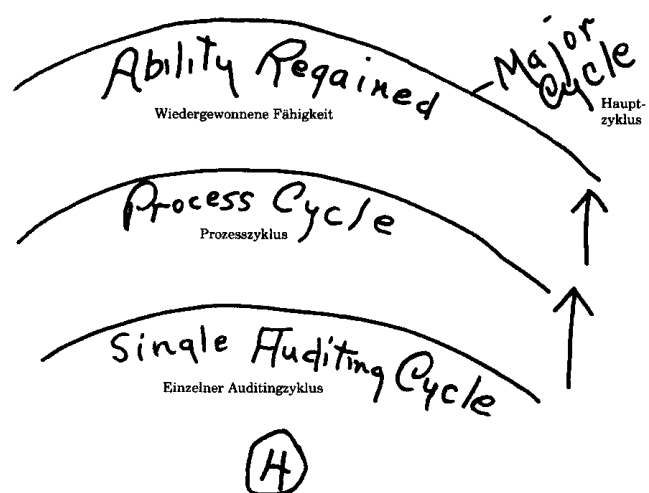 Ability Regained
Wiedergewonnene Fähigkeit
Major
Cycle
Haupt-
zyklus
Process Cycle
Prozesszyklus
Single Auditing Cycle
Einzelner Auditingzyklus
H